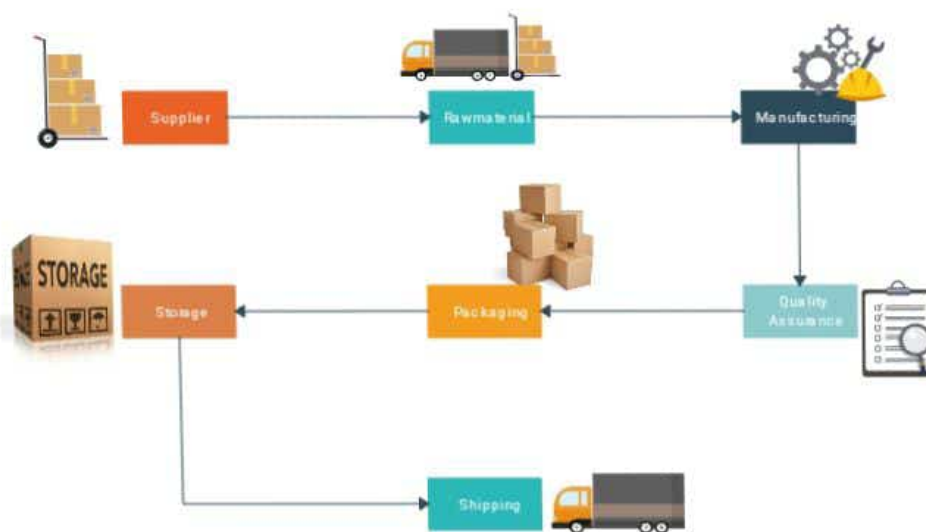 Supplier
Rawmaterial
Manufacturing
STORAGE
Storage
Packaging
Quality
Assurance
Shipping